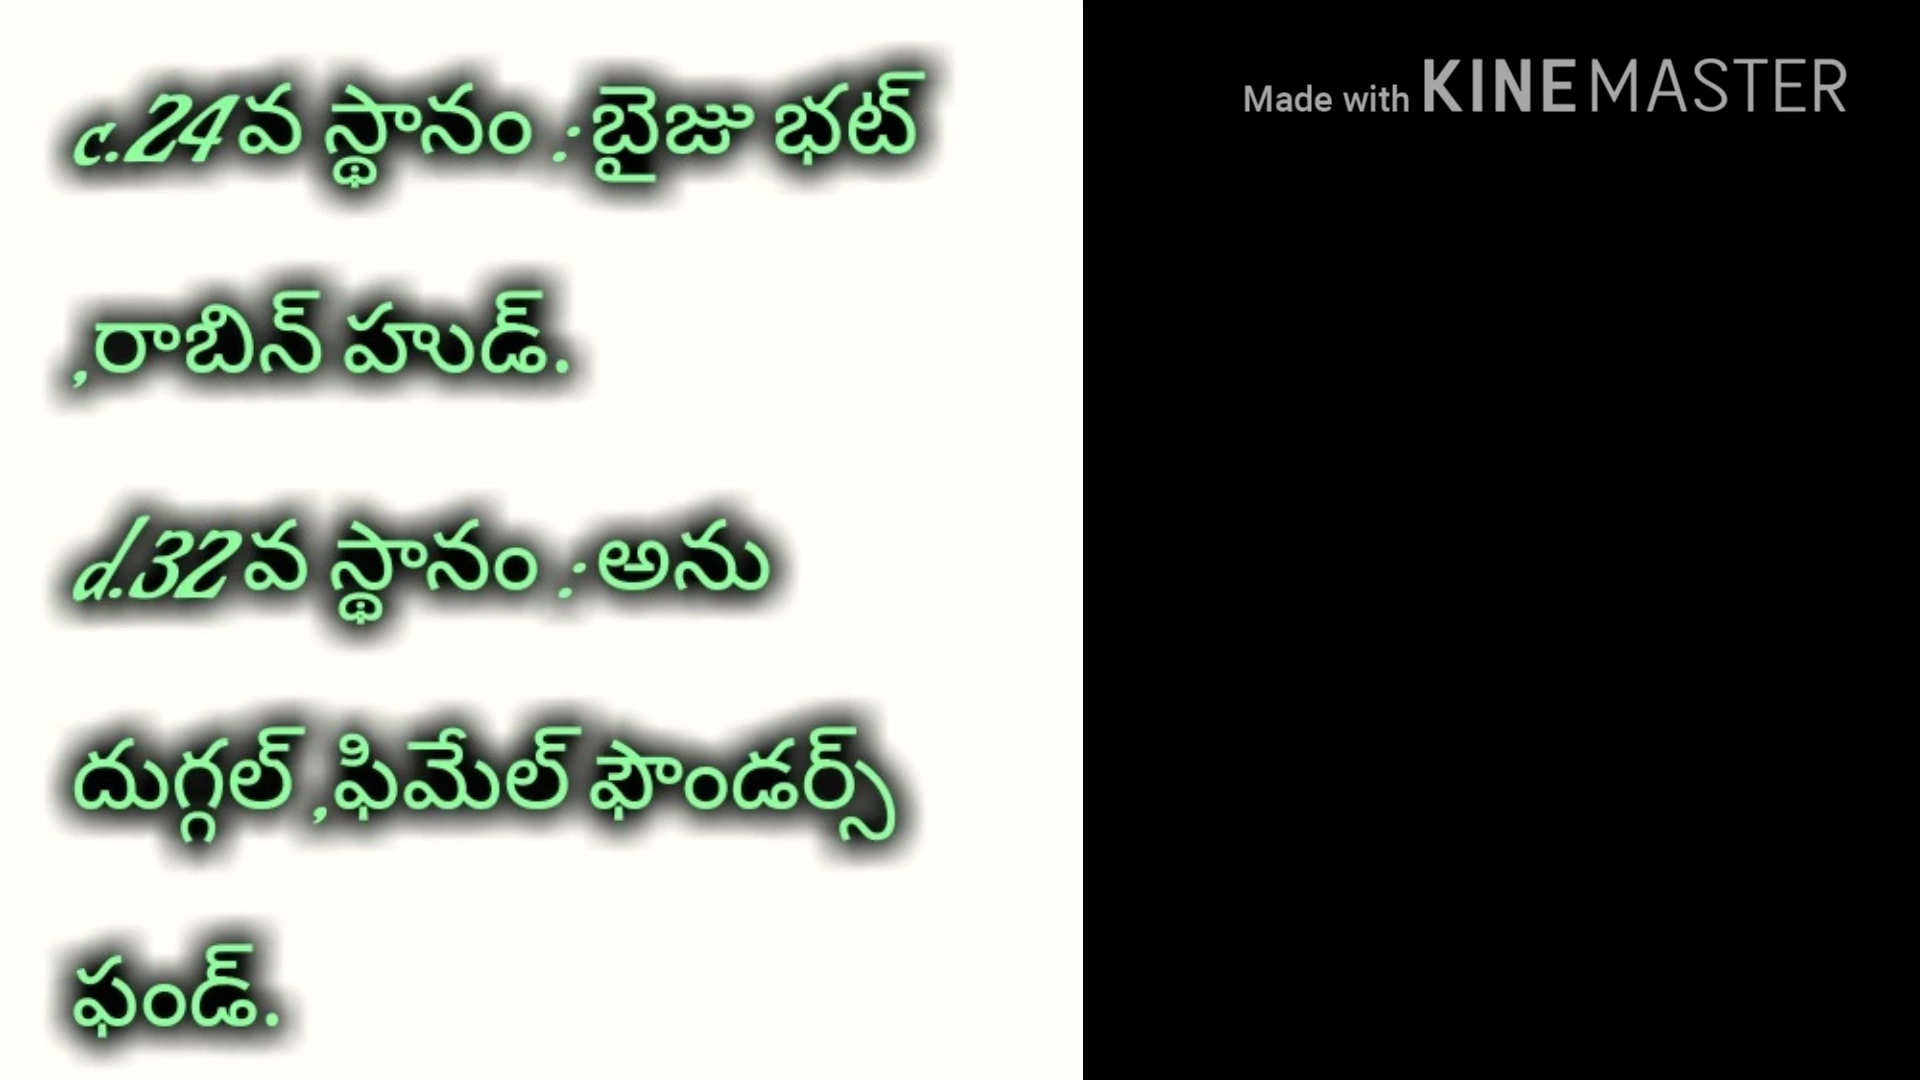 c.24వ స్థానం :బైజు భట్
,రాబిన్ హుడ్.
d.32వ స్థానం :అను
దుగ్గల్ ,ఫిమేల్ ఫౌండర్స్
ఫండ్.
Made with KINEMASTER